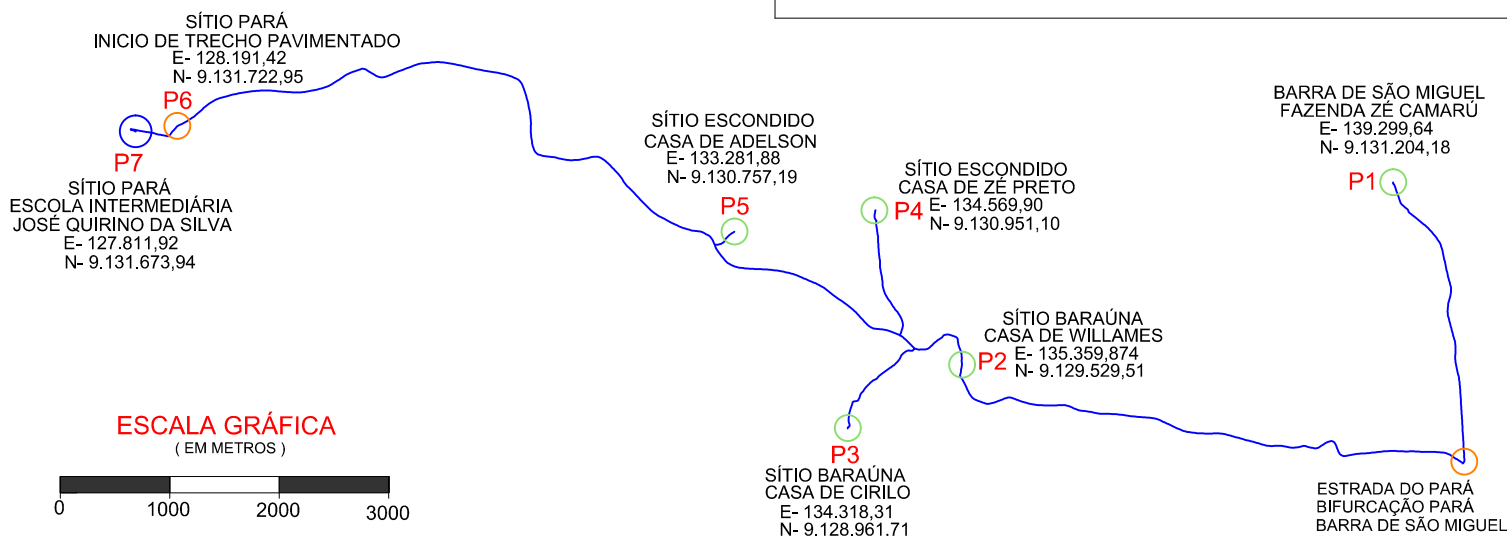 SÍTIO PARÁ
INICIO DE TRECHO PAVIMENTADO
E- 128.191,42
N- 9.131.722,95
P6
P7
SÍTIO PARÁ
ESCOLA INTERMEDIÁRIA
JOSÉ QUIRINO DA SILVA
E- 127.811,92
N- 9.131.673,94
SÍTIO ESCONDIDO
CASA DE ADELSON
E- 133.281,88
N- 9.130.757,19
P5
SÍTIO ESCONDIDO
CASA DE ZÉ PRETO
E- 134.569,90
N- 9.130.951,10
P4
BARRA DE SÃO MIGUEL
FAZENDA ZÉ CAMARÚ
E- 139.299,64
N- 9.131.204,18
P1
SÍTIO BARAÚNA
CASA DE WILLAMES
E- 135.359,874
N- 9.129.529,51
P2
P3
SÍTIO BARAÚNA
CASA DE CIRILO
E- 134.318,31
N- 9.128.961.71
ESTRADA DO PARÁ
BIFURCAÇÃO PARÁ
BARRA DE SÃO MIGUEL
ESCALA GRÁFICA
( EM METROS )
0 1000 2000 3000